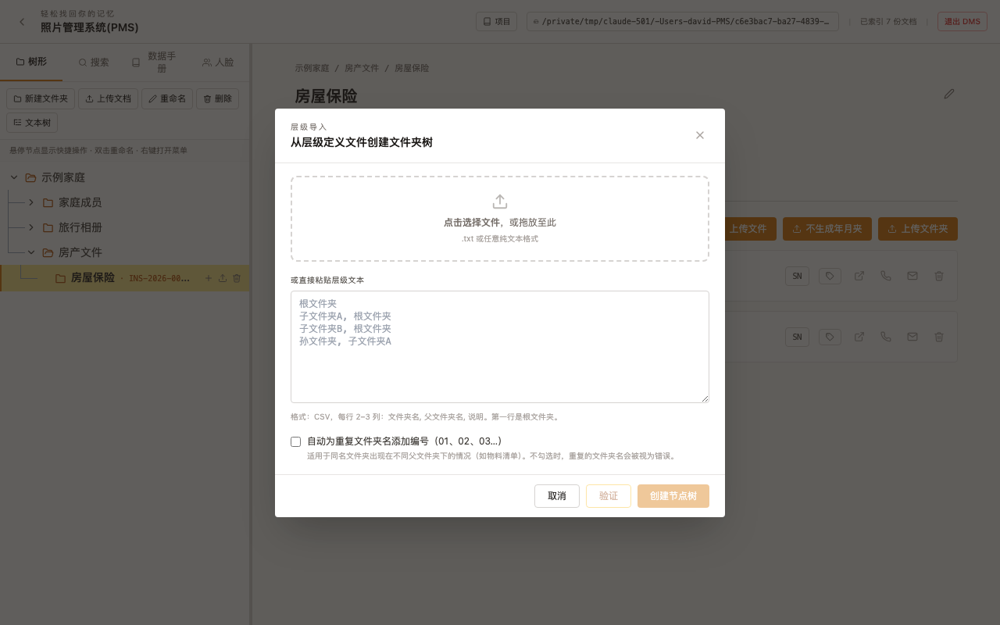 轻松找回你的记忆
照片管理系统(PMS)
项目
/private/tmp/claude-501/-Users-david-PMS/c6e3bac7-ba27-4839-…
已索引 7 份文档
退出 DMS
树形
搜索
数据手册
人脸
新建文件夹
上传文档
重命名
删除
文本树
悬停节点显示快捷操作 · 双击重命名 · 右键打开菜单
示例家庭
家庭成员
旅行相册
房产文件
房屋保险 · INS-2026-00…
示例家庭 / 房产文件 / 房屋保险
房屋保险
上传文件
不生成年月夹
上传文件夹
SN
SN
层级导入
从层级定义文件创建文件夹树
点击选择文件，或拖放至此
.txt 或任意纯文本格式
或直接粘贴层级文本
根文件夹
子文件夹A, 根文件夹
子文件夹B, 根文件夹
孙文件夹, 子文件夹A
格式：CSV，每行 2–3 列：文件夹名, 父文件夹名, 说明。第一行是根文件夹。
自动为重复文件夹名添加编号（01、02、03…）
适用于同名文件夹出现在不同父文件夹下的情况（如物料清单）。不勾选时，重复的文件夹名会被视为错误。
取消
验证
创建节点树